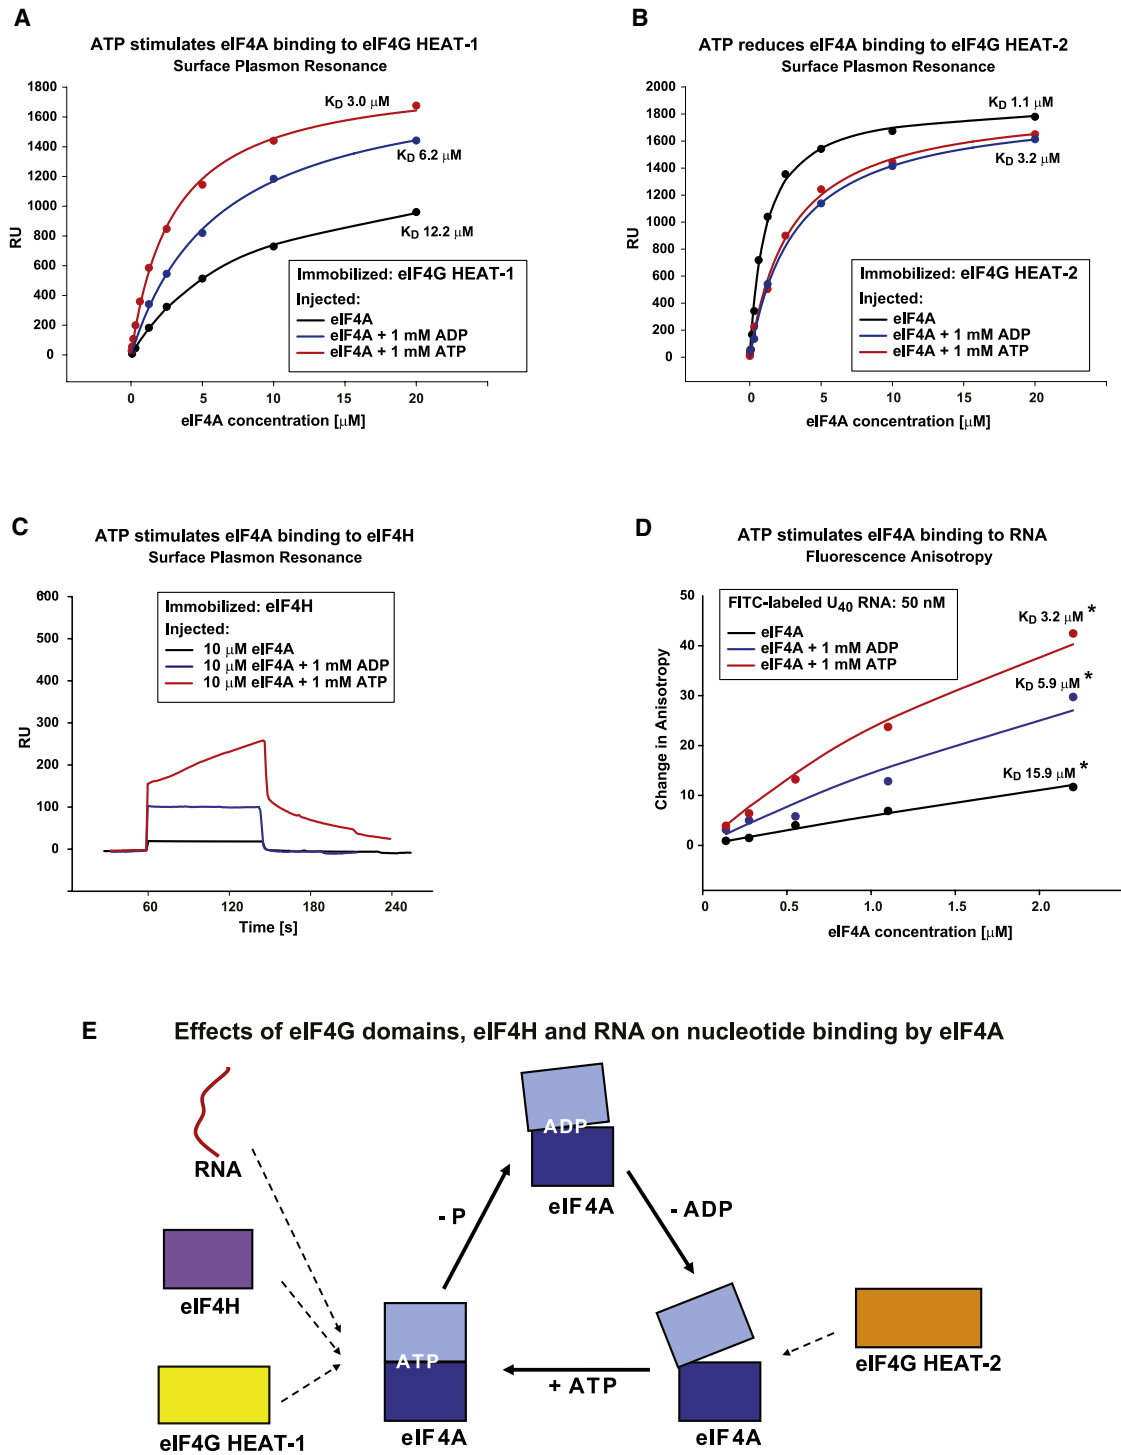 A
ATP stimulates eIF4A binding to eIF4G HEAT-1
Surface Plasmon Resonance
1800
1600
1400
1200
1000
800
600
400
200
0
RU
KD 3.0 μM
KD 6.2 μM
KD 12.2 μM
Immobilized: eIF4G HEAT-1
Injected:
eIF4A
eIF4A + 1 mM ADP
eIF4A + 1 mM ATP
0 5 10 15 20
eIF4A concentration [μM]
B
ATP reduces eIF4A binding to eIF4G HEAT-2
Surface Plasmon Resonance
2000
1800
1600
1400
1200
1000
800
600
400
200
0
RU
KD 1.1 μM
KD 3.2 μM
Immobilized: eIF4G HEAT-2
Injected:
eIF4A
eIF4A + 1 mM ADP
eIF4A + 1 mM ATP
0 5 10 15 20
eIF4A concentration [μM]
C
ATP stimulates eIF4A binding to eIF4H
Surface Plasmon Resonance
600
500
400
300
200
100
0
RU
Immobilized: eIF4H
Injected:
10 μM eIF4A
10 μM eIF4A + 1 mM ADP
10 μM eIF4A + 1 mM ATP
60 120 180 240
Time [s]
D
ATP stimulates eIF4A binding to RNA
Fluorescence Anisotropy
50
40
30
20
10
0
Change in Anisotropy
FITC-labeled U40 RNA: 50 nM
eIF4A
eIF4A + 1 mM ADP
eIF4A + 1 mM ATP
KD 3.2 μM *
KD 5.9 μM *
KD 15.9 μM *
0 0.5 1.0 1.5 2.0
eIF4A concentration [μM]
E
Effects of eIF4G domains, eIF4H and RNA on nucleotide binding by eIF4A
RNA
eIF4H
eIF4G HEAT-1
ADP
eIF4A
- P
- ADP
ATP
eIF4A
+ ATP
eIF4A
eIF4G HEAT-2